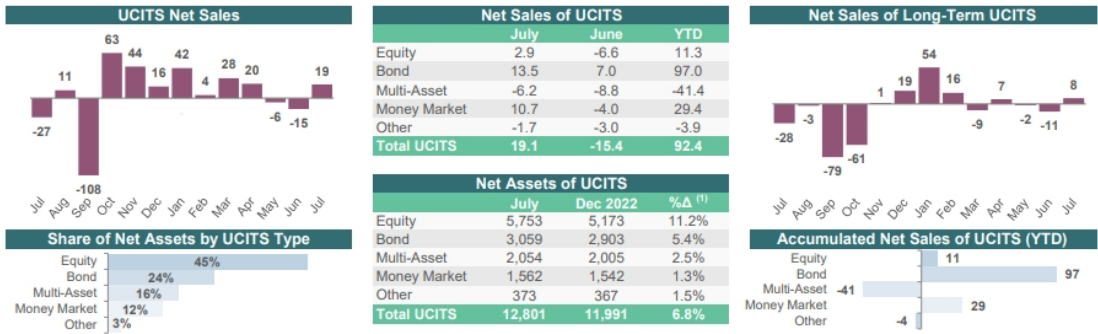 UCITS Net Sales
-27
11
-108
63
44
16
42
4
28
20
-6
-15
19
Jul
Aug
Sep
Oct
Nov
Dec
Jan
Feb
Mar
Apr
May
Jun
Jul
Share of Net Assets by UCITS Type
Equity 45%
Bond 24%
Multi-Asset 16%
Money Market 12%
Other 3%
Net Sales of UCITS
July June YTD
Equity 2.9 -6.6 11.3
Bond 13.5 7.0 97.0
Multi-Asset -6.2 -8.8 -41.4
Money Market 10.7 -4.0 29.4
Other -1.7 -3.0 -3.9
Total UCITS 19.1 -15.4 92.4
Net Assets of UCITS
July Dec 2022 %Δ (1)
Equity 5,753 5,173 11.2%
Bond 3,059 2,903 5.4%
Multi-Asset 2,054 2,005 2.5%
Money Market 1,562 1,542 1.3%
Other 373 367 1.5%
Total UCITS 12,801 11,991 6.8%
Net Sales of Long-Term UCITS
-28
-3
-79
-61
1
19
54
16
-9
7
-2
-11
8
Jul
Aug
Sep
Oct
Nov
Dec
Jan
Feb
Mar
Apr
May
Jun
Jul
Accumulated Net Sales of UCITS (YTD)
Equity 11
Bond 97
Multi-Asset -41
Money Market 29
Other -4